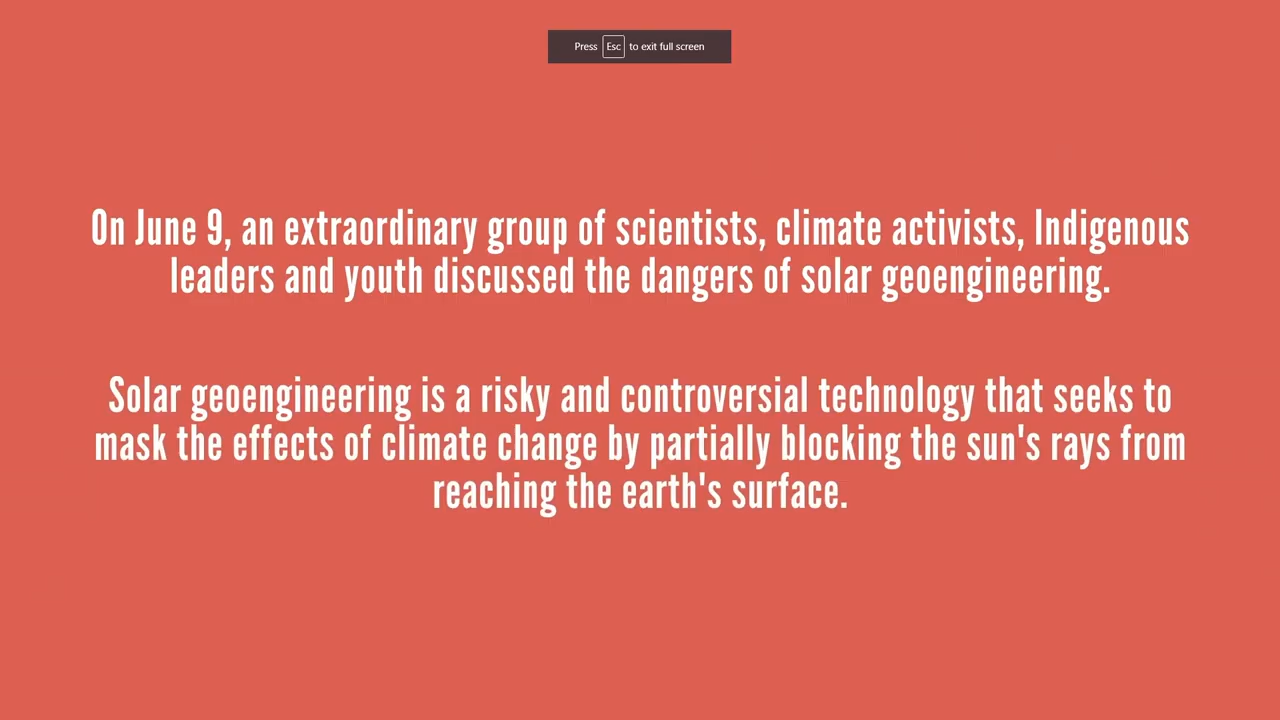 Press Esc to exit full screen
On June 9, an extraordinary group of scientists, climate activists, Indigenous
leaders and youth discussed the dangers of solar geoengineering.
Solar geoengineering is a risky and controversial technology that seeks to
mask the effects of climate change by partially blocking the sun's rays from
reaching the earth's surface.